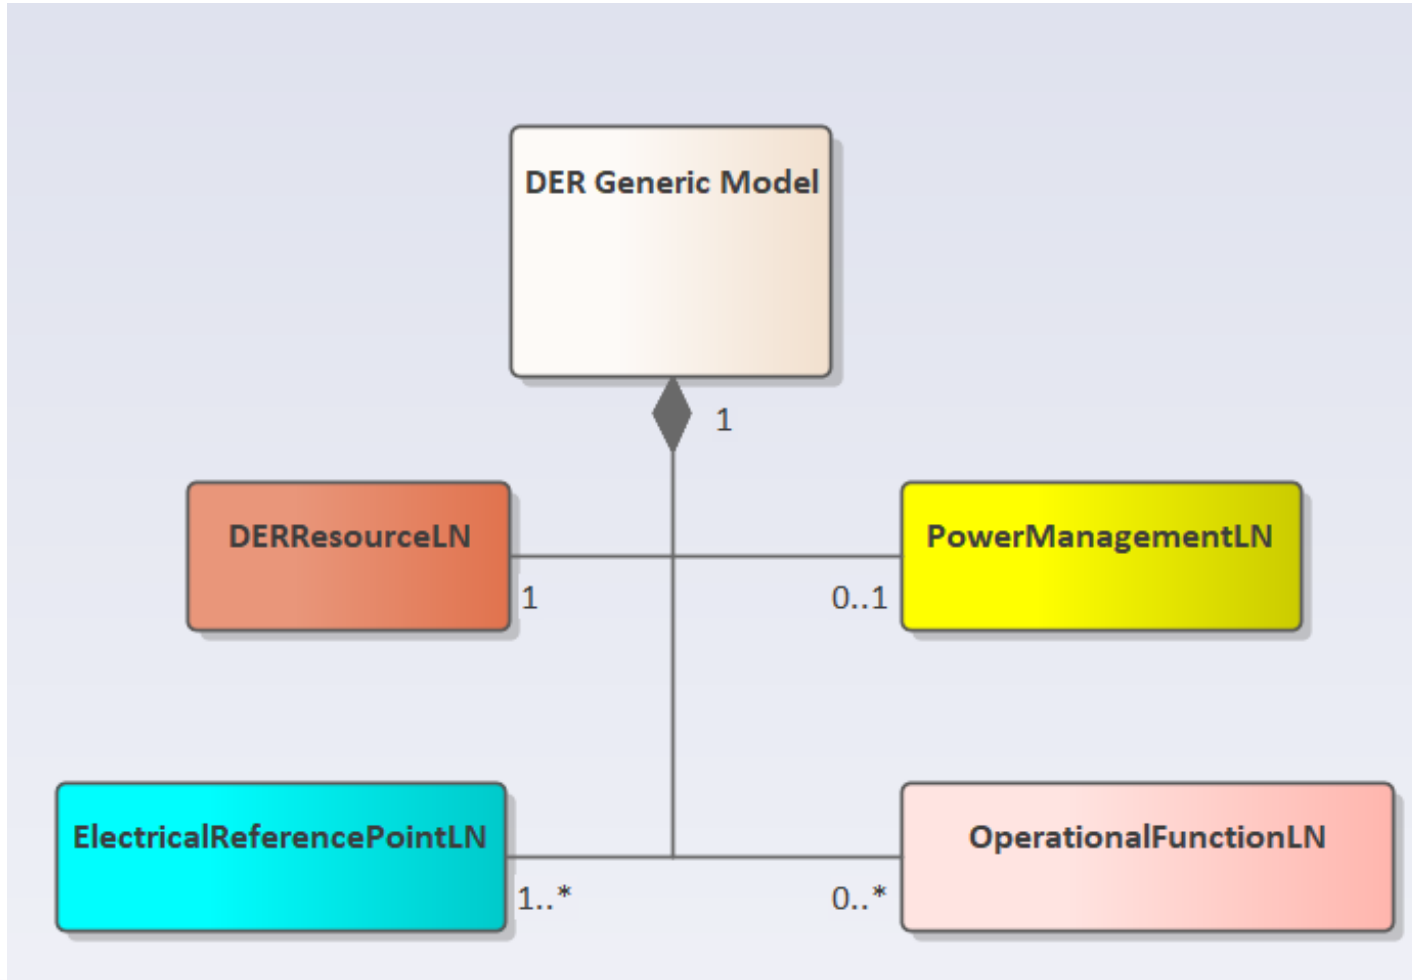 DER Generic Model
1
DERResourceLN
PowerManagementLN
1
0..1
ElectricalReferencePointLN
OperationalFunctionLN
1..*
0..*